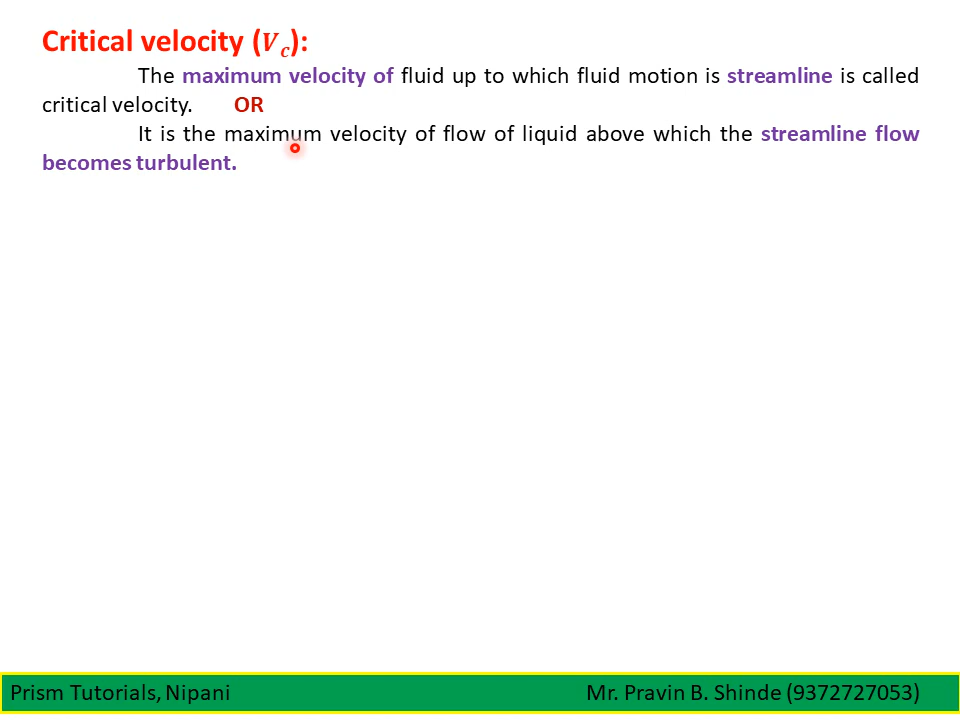 Critical velocity (V_c):
The maximum velocity of fluid up to which fluid motion is streamline is called
critical velocity. OR
It is the maximum velocity of flow of liquid above which the streamline flow
becomes turbulent.
Prism Tutorials, Nipani Mr. Pravin B. Shinde (9372727053)